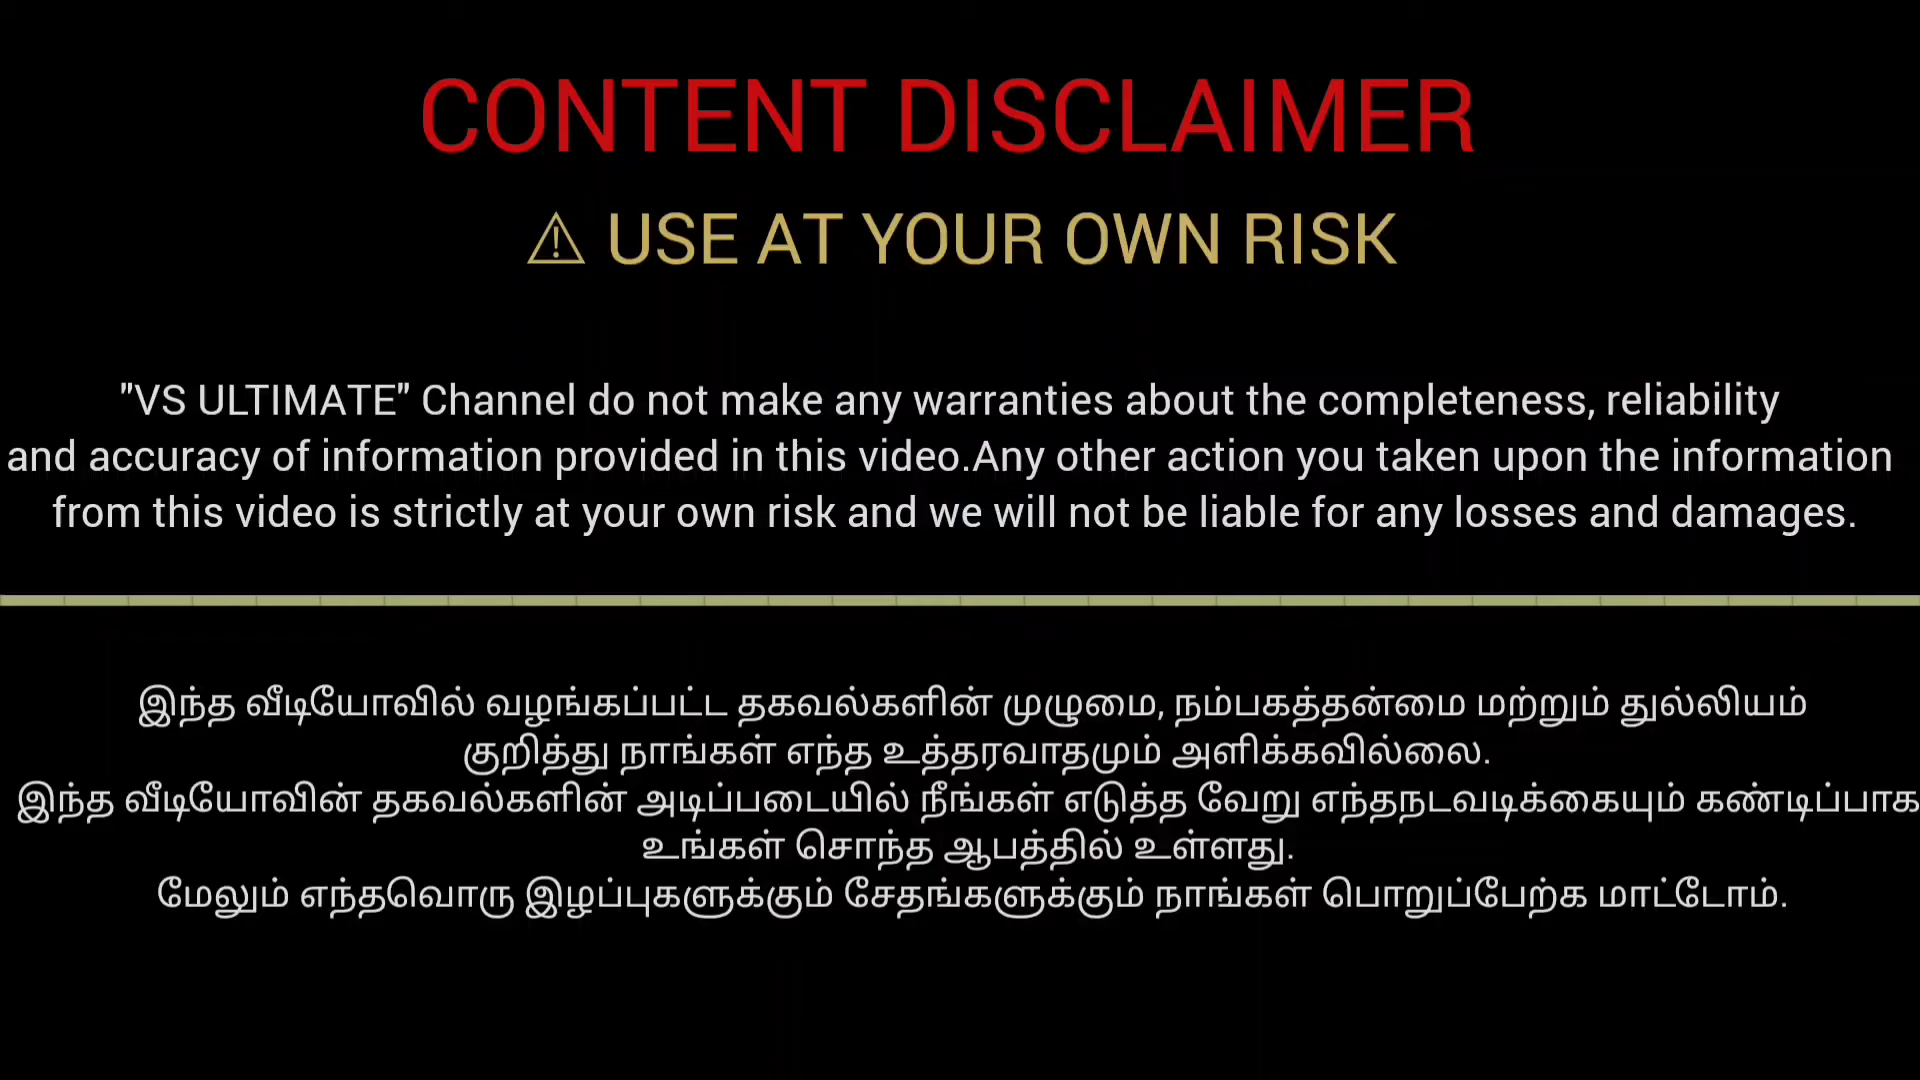 CONTENT DISCLAIMER
⚠ USE AT YOUR OWN RISK
"VS ULTIMATE" Channel do not make any warranties about the completeness, reliability
and accuracy of information provided in this video.Any other action you taken upon the information
from this video is strictly at your own risk and we will not be liable for any losses and damages.
இந்த வீடியோவில் வழங்கப்பட்ட தகவல்களின் முழுமை, நம்பகத்தன்மை மற்றும் துல்லியம்
குறித்து நாங்கள் எந்த உத்தரவாதமும் அளிக்கவில்லை.
இந்த வீடியோவின் தகவல்களின் அடிப்படையில் நீங்கள் எடுத்த வேறு எந்தநடவடிக்கையும் கண்டிப்பாக
உங்கள் சொந்த ஆபத்தில் உள்ளது.
மேலும் எந்தவொரு இழப்புகளுக்கும் சேதங்களுக்கும் நாங்கள் பொறுப்பேற்க மாட்டோம்.